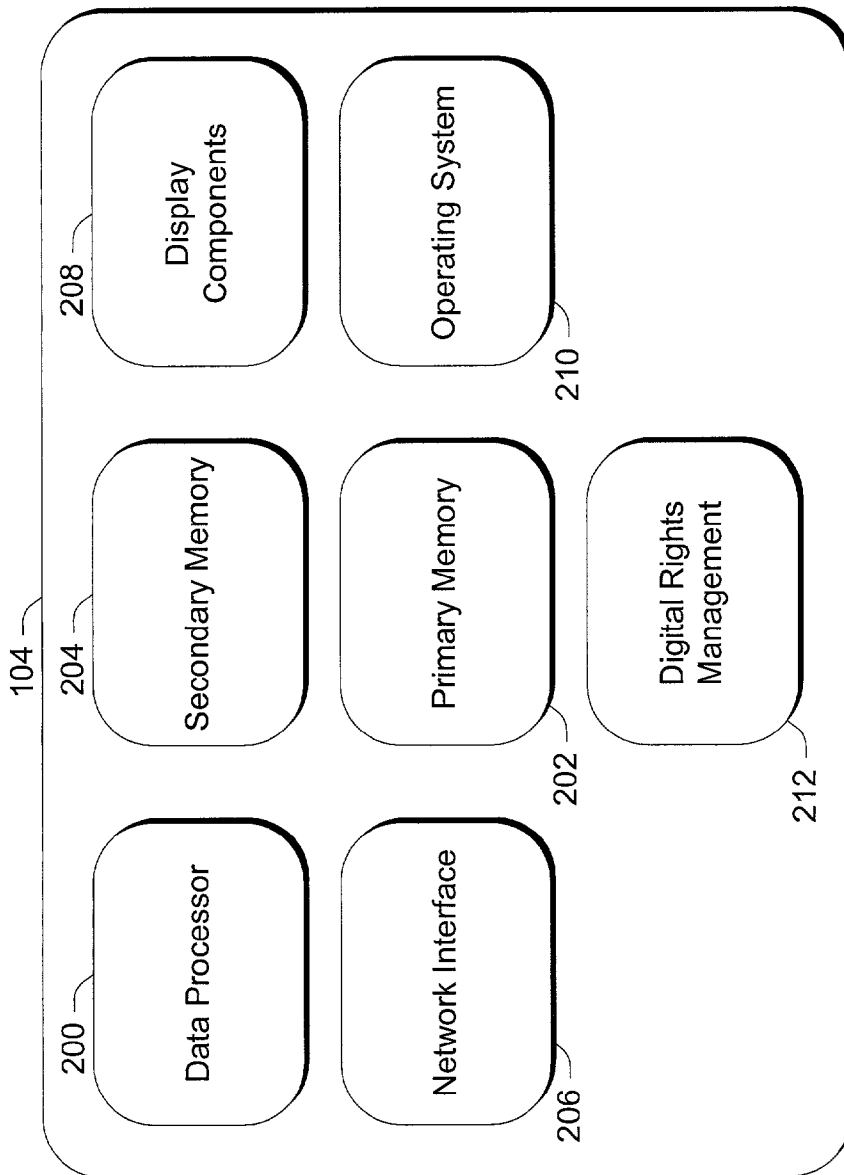 104
200
Data Processor
204
Secondary Memory
208
Display
Components
Network Interface
206
Primary Memory
202
Operating System
210
Digital Rights
Management
212